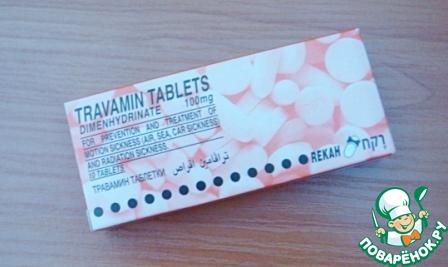 TRAVAMIN TABLETS
DIMENHYDRINATE 100mg
FOR PREVENTION AND TREATMENT OF
MOTION SICKNESS (AIR, SEA, CAR SICKNESS)
AND RADIATION SICKNESS.
10 TABLETS
ТРАВАМИН ТАБЛЕТКИ ترافامين اقراص
REKAH רקח
ПОВАРЁНОК.РУ